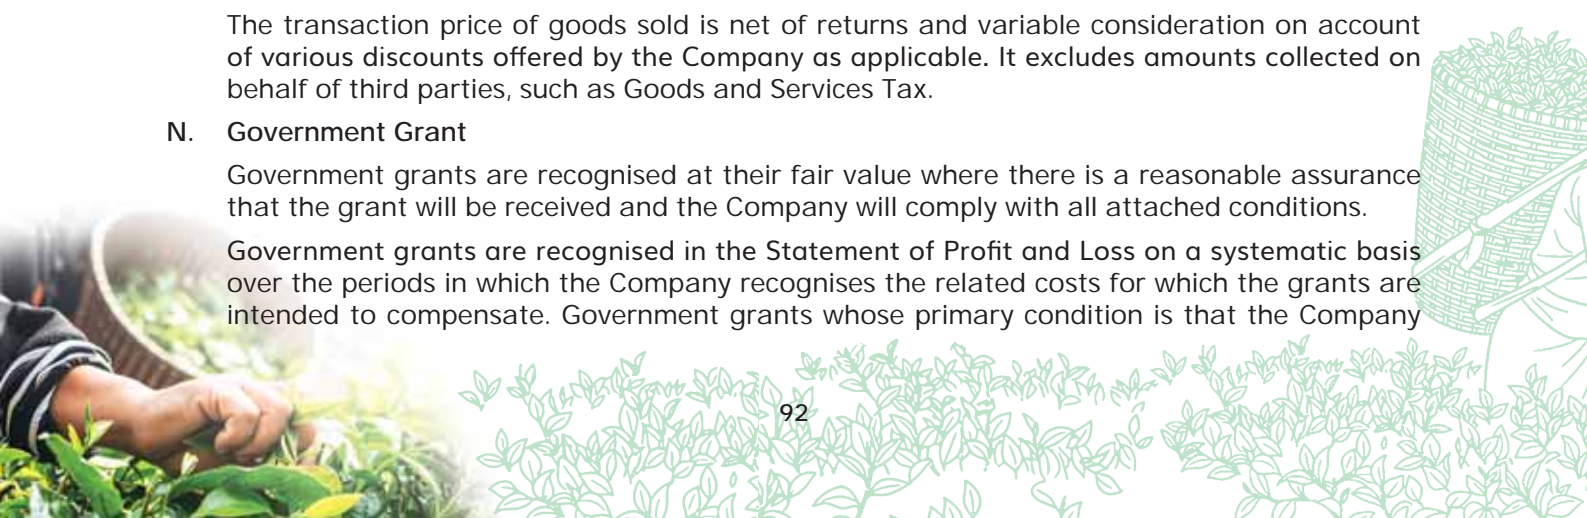 The transaction price of goods sold is net of returns and variable consideration on account
of various discounts offered by the Company as applicable. It excludes amounts collected on
behalf of third parties, such as Goods and Services Tax.
N. Government Grant
Government grants are recognised at their fair value where there is a reasonable assurance
that the grant will be received and the Company will comply with all attached conditions.
Government grants are recognised in the Statement of Profit and Loss on a systematic basis
over the periods in which the Company recognises the related costs for which the grants are
intended to compensate. Government grants whose primary condition is that the Company
92